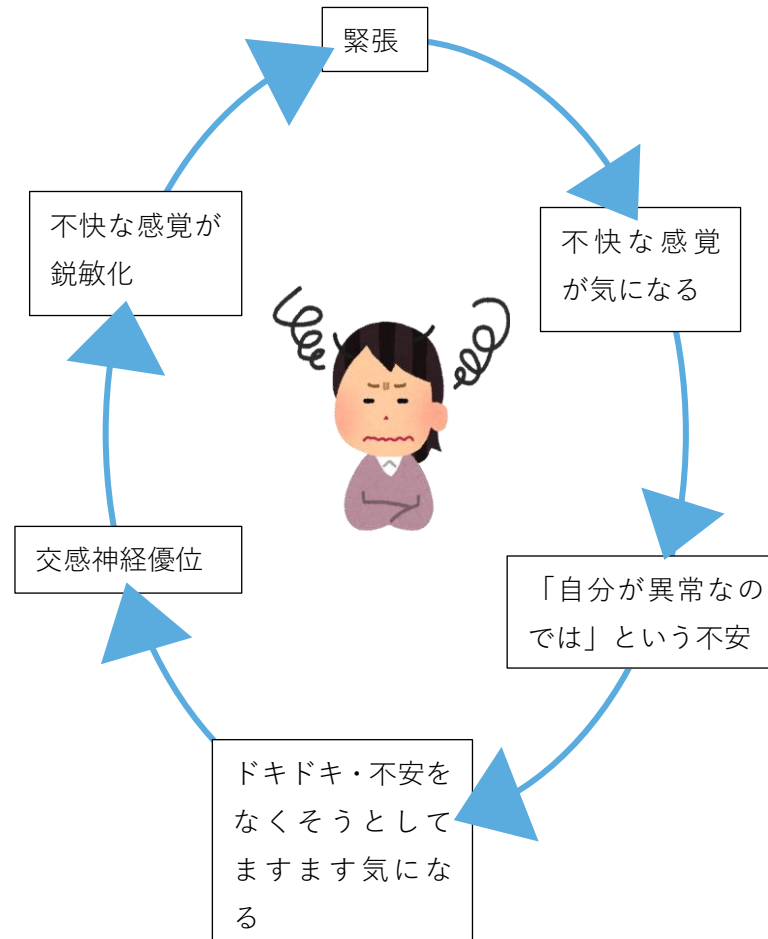 緊張
不快な感覚
が気になる
「自分が異常なの
では」という不安
ドキドキ・不安を
なくそうとして
ますます気にな
る
交感神経優位
不快な感覚が
鋭敏化